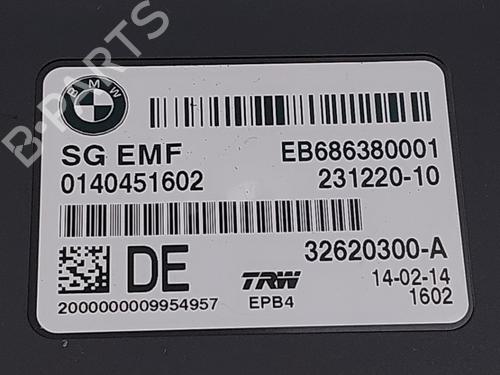 BMW
SG EMF EB686380001
0140451602 231220-10
32620300-A
DE TRW 14-02-14
2000000009954957 EPB4 1602
B-PARTS